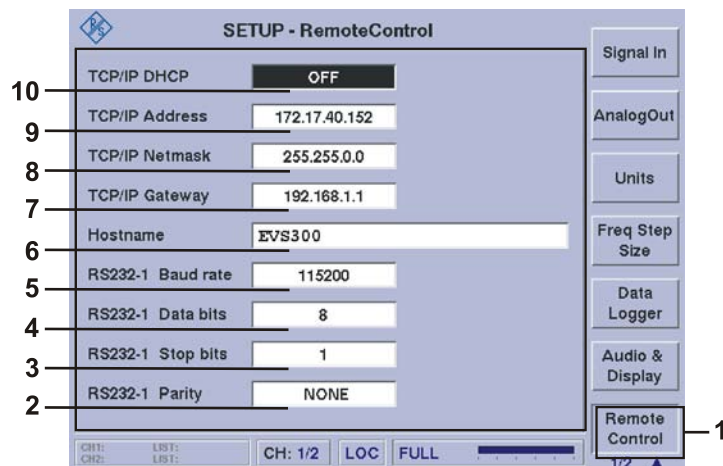 R&S
SETUP - RemoteControl
Signal In
10 TCP/IP DHCP OFF
9 TCP/IP Address 172.17.40.152
AnalogOut
8 TCP/IP Netmask 255.255.0.0
7 TCP/IP Gateway 192.168.1.1
Units
6 Hostname EVS300
Freq Step
Size
5 RS232-1 Baud rate 115200
4 RS232-1 Data bits 8
Data
Logger
3 RS232-1 Stop bits 1
Audio &
Display
2 RS232-1 Parity NONE
Remote
Control
1
CH1: LIST:
CH2: LIST:
CH: 1/2 LOC FULL
1/2